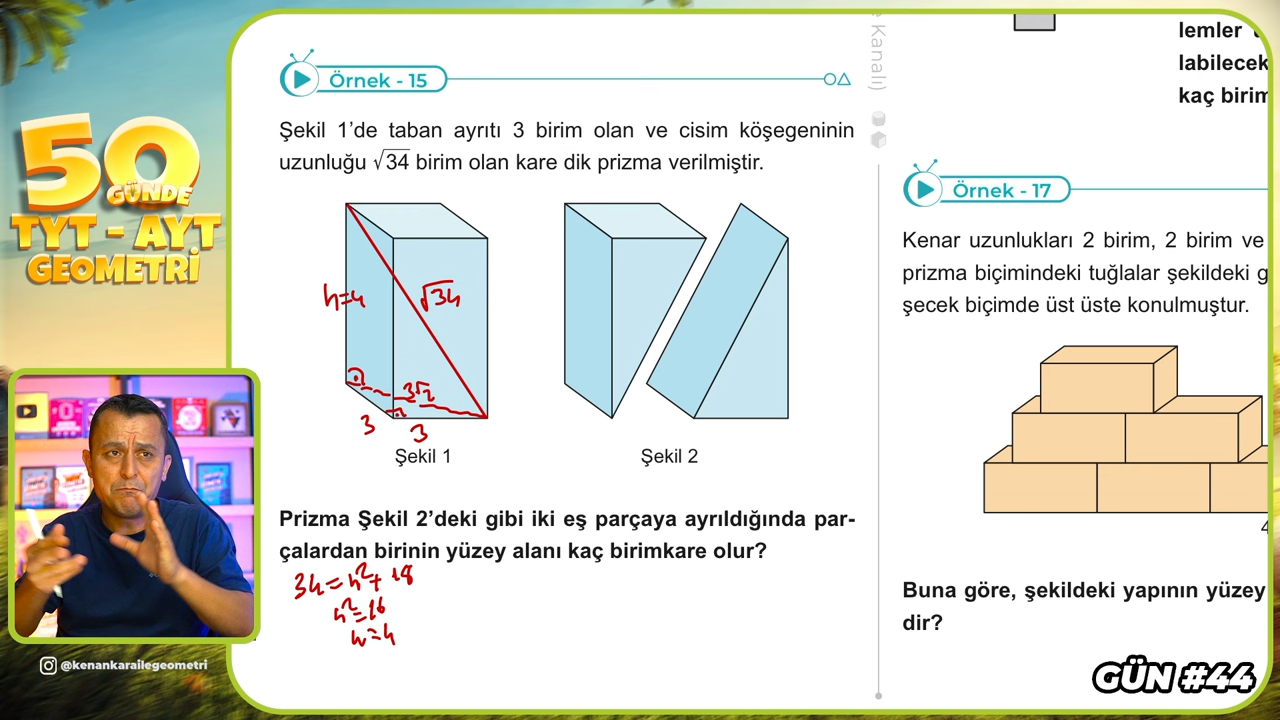 50
GÜNDE
TYT - AYT
GEOMETRİ
@kenankarailegeometri
Örnek - 15
Şekil 1’de taban ayrıtı 3 birim olan ve cisim köşegeninin
uzunluğu √34 birim olan kare dik prizma verilmiştir.
h=4
√34
3√2
3
3
Şekil 1
Şekil 2
Prizma Şekil 2’deki gibi iki eş parçaya ayrıldığında par-
çalardan birinin yüzey alanı kaç birimkare olur?
34=h²+18
h²=16
h=4
Kanalı)
lemler
labilecek
kaç birim
Örnek - 17
Kenar uzunlukları 2 birim, 2 birim ve
prizma biçimindeki tuğlalar şekildeki g
şecek biçimde üst üste konulmuştur.
4
Buna göre, şekildeki yapının yüzey
dir?
GÜN #44